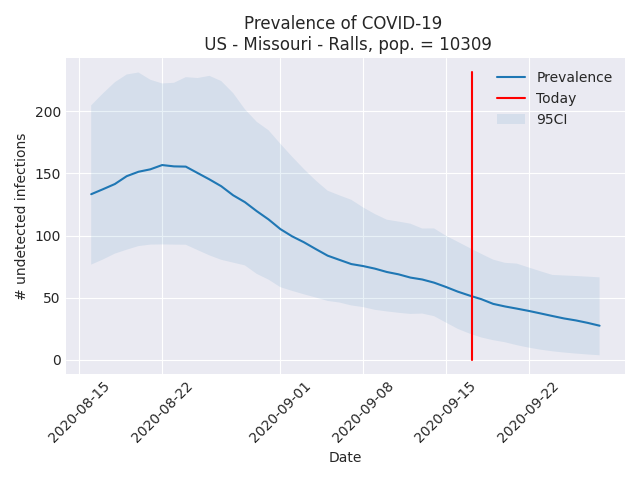 Prevalence of COVID-19
US - Missouri - Ralls, pop. = 10309
Prevalence
Today
95CI
# undetected infections
200
150
100
50
0
2020-08-15
2020-08-22
2020-09-01
2020-09-08
2020-09-15
2020-09-22
Date